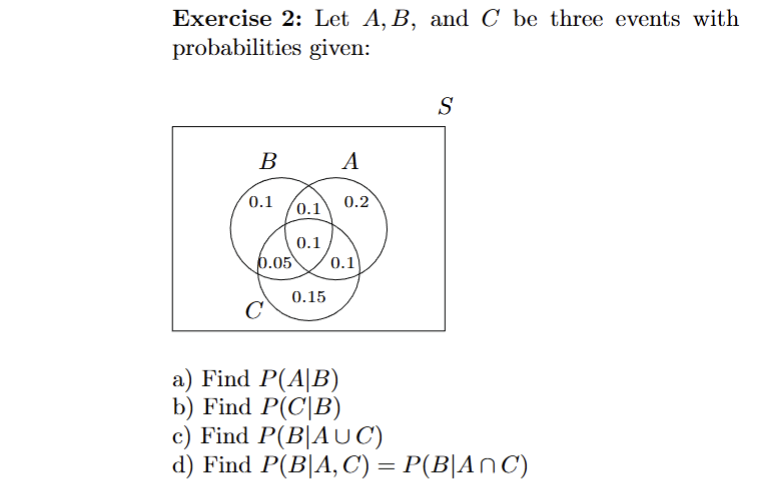 Exercise 2: Let A, B, and C be three events with
probabilities given:
S
B A
0.1 0.1 0.2
0.1
0.05 0.1
0.15
C
a) Find P(A|B)
b) Find P(C|B)
c) Find P(B|A ∪ C)
d) Find P(B|A, C) = P(B|A ∩ C)